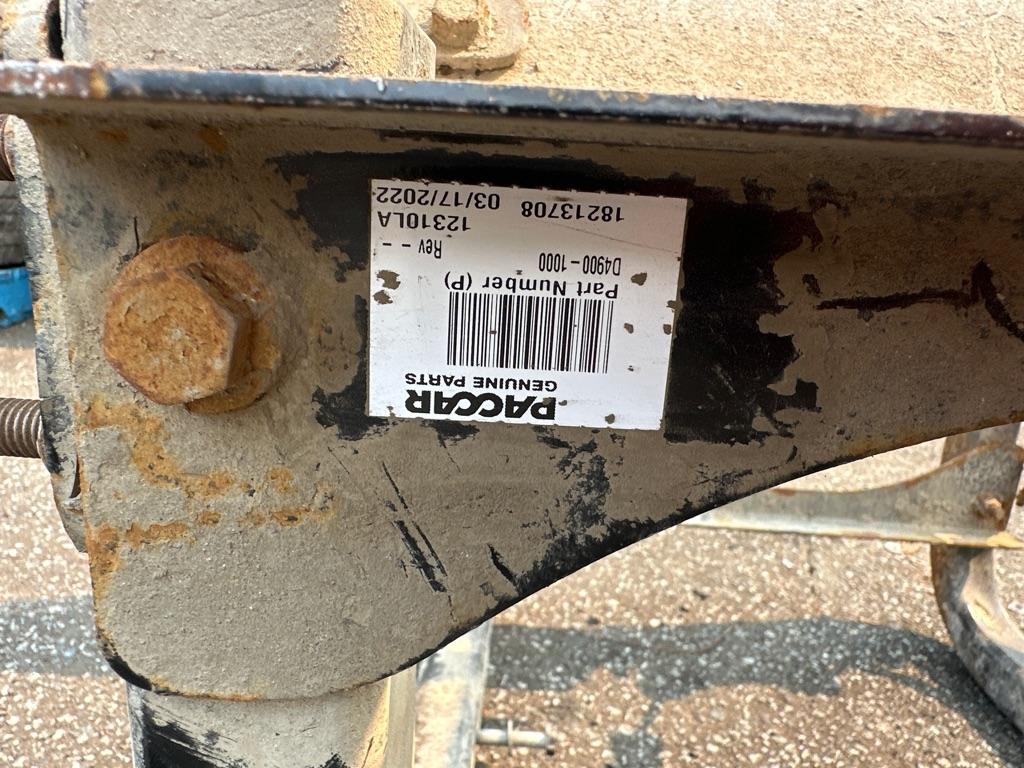 PACCAR
GENUINE PARTS
Part Number (P)
D4900-1000
Rev - -
12310LA
18213708 03/17/2022